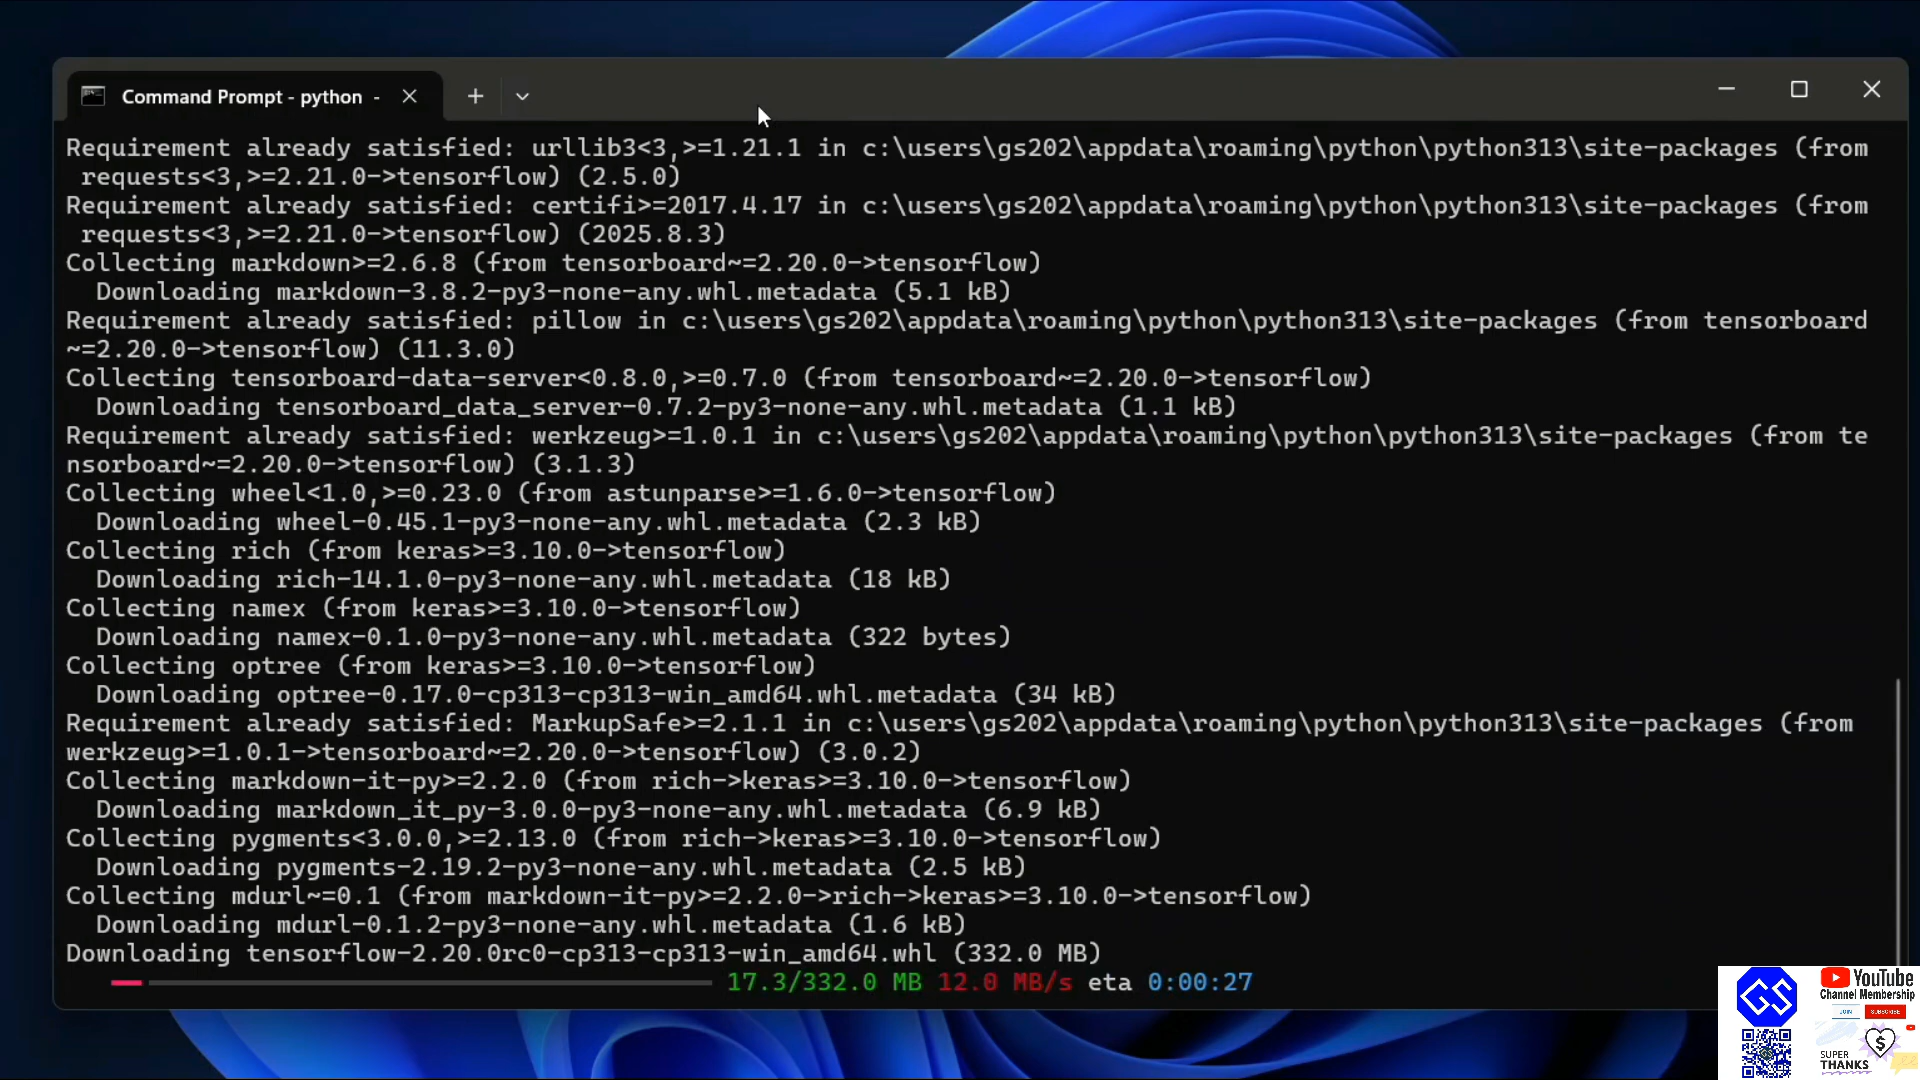 Command Prompt - python -
Requirement already satisfied: urllib3<3,>=1.21.1 in c:\users\gs202\appdata\roaming\python\python313\site-packages (from
requests<3,>=2.21.0->tensorflow) (2.5.0)
Requirement already satisfied: certifi>=2017.4.17 in c:\users\gs202\appdata\roaming\python\python313\site-packages (from
requests<3,>=2.21.0->tensorflow) (2025.8.3)
Collecting markdown>=2.6.8 (from tensorboard~=2.20.0->tensorflow)
Downloading markdown-3.8.2-py3-none-any.whl.metadata (5.1 kB)
Requirement already satisfied: pillow in c:\users\gs202\appdata\roaming\python\python313\site-packages (from tensorboard
~=2.20.0->tensorflow) (11.3.0)
Collecting tensorboard-data-server<0.8.0,>=0.7.0 (from tensorboard~=2.20.0->tensorflow)
Downloading tensorboard_data_server-0.7.2-py3-none-any.whl.metadata (1.1 kB)
Requirement already satisfied: werkzeug>=1.0.1 in c:\users\gs202\appdata\roaming\python\python313\site-packages (from te
nsorboard~=2.20.0->tensorflow) (3.1.3)
Collecting wheel<1.0,>=0.23.0 (from astunparse>=1.6.0->tensorflow)
Downloading wheel-0.45.1-py3-none-any.whl.metadata (2.3 kB)
Collecting rich (from keras>=3.10.0->tensorflow)
Downloading rich-14.1.0-py3-none-any.whl.metadata (18 kB)
Collecting namex (from keras>=3.10.0->tensorflow)
Downloading namex-0.1.0-py3-none-any.whl.metadata (322 bytes)
Collecting optree (from keras>=3.10.0->tensorflow)
Downloading optree-0.17.0-cp313-cp313-win_amd64.whl.metadata (34 kB)
Requirement already satisfied: MarkupSafe>=2.1.1 in c:\users\gs202\appdata\roaming\python\python313\site-packages (from
werkzeug>=1.0.1->tensorboard~=2.20.0->tensorflow) (3.0.2)
Collecting markdown-it-py>=2.2.0 (from rich->keras>=3.10.0->tensorflow)
Downloading markdown_it_py-3.0.0-py3-none-any.whl.metadata (6.9 kB)
Collecting pygments<3.0.0,>=2.13.0 (from rich->keras>=3.10.0->tensorflow)
Downloading pygments-2.19.2-py3-none-any.whl.metadata (2.5 kB)
Collecting mdurl~=0.1 (from markdown-it-py>=2.2.0->rich->keras>=3.10.0->tensorflow)
Downloading mdurl-0.1.2-py3-none-any.whl.metadata (1.6 kB)
Downloading tensorflow-2.20.0rc0-cp313-cp313-win_amd64.whl (332.0 MB)
17.3/332.0 MB 12.0 MB/s eta 0:00:27
GS
YouTube
Channel Membership
JOIN SUBSCRIBE
SUPER
THANKS